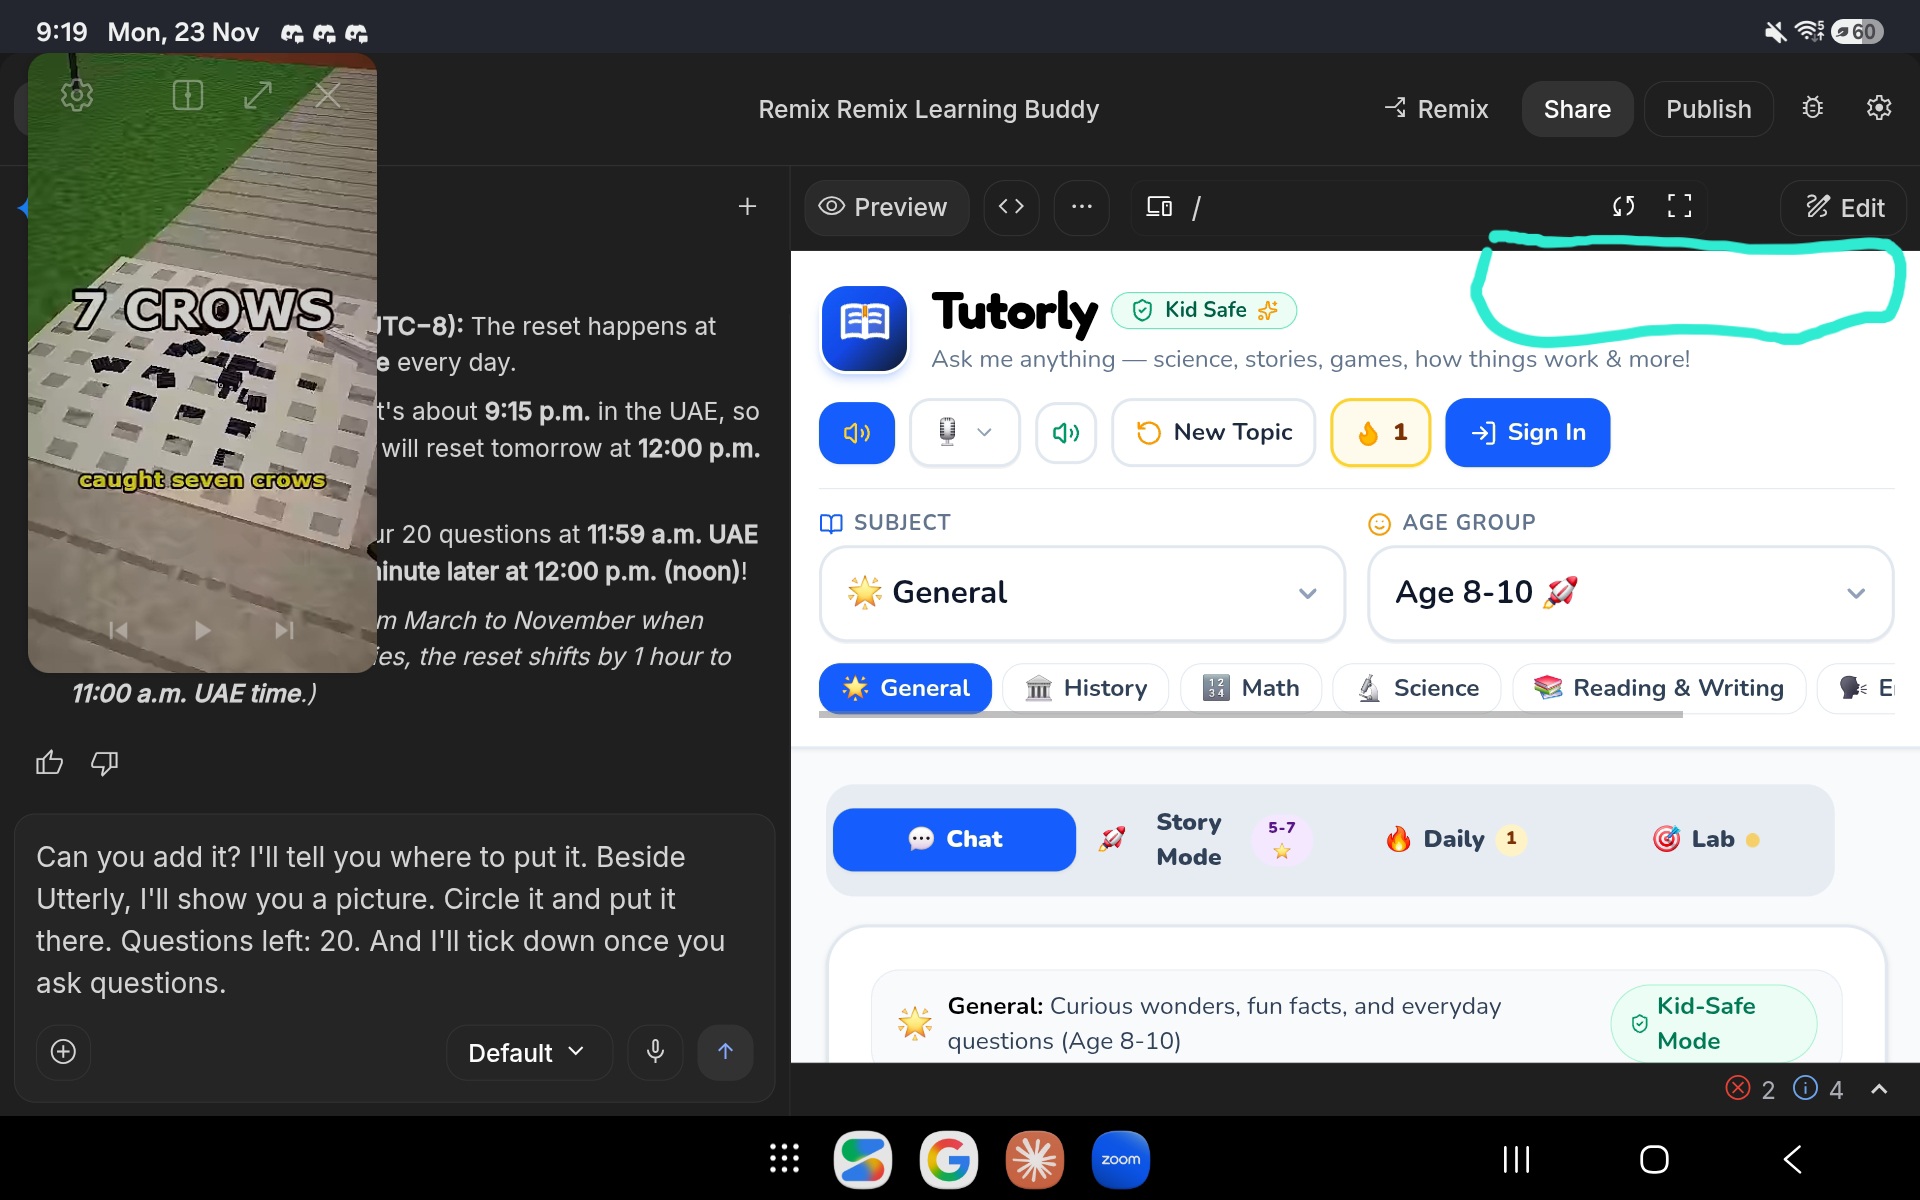 9:19 Mon, 23 Nov
60
7 CROWS
caught seven crows
Remix Remix Learning Buddy
Remix
Share
Publish
UTC−8): The reset happens at
e every day.
t's about 9:15 p.m. in the UAE, so
will reset tomorrow at 12:00 p.m.
ur 20 questions at 11:59 a.m. UAE
inute later at 12:00 p.m. (noon)!
m March to November when
ies, the reset shifts by 1 hour to
11:00 a.m. UAE time.)
Can you add it? I'll tell you where to put it. Beside
Utterly, I'll show you a picture. Circle it and put it
there. Questions left: 20. And I'll tick down once you
ask questions.
Default
Preview
/
Edit
Tutorly
Kid Safe
Ask me anything — science, stories, games, how things work & more!
New Topic
1
Sign In
SUBJECT
AGE GROUP
General
Age 8-10
General
History
Math
Science
Reading & Writing
Chat
Story
Mode
5-7
Daily
1
Lab
General: Curious wonders, fun facts, and everyday
questions (Age 8-10)
Kid-Safe
Mode
2
4
zoom